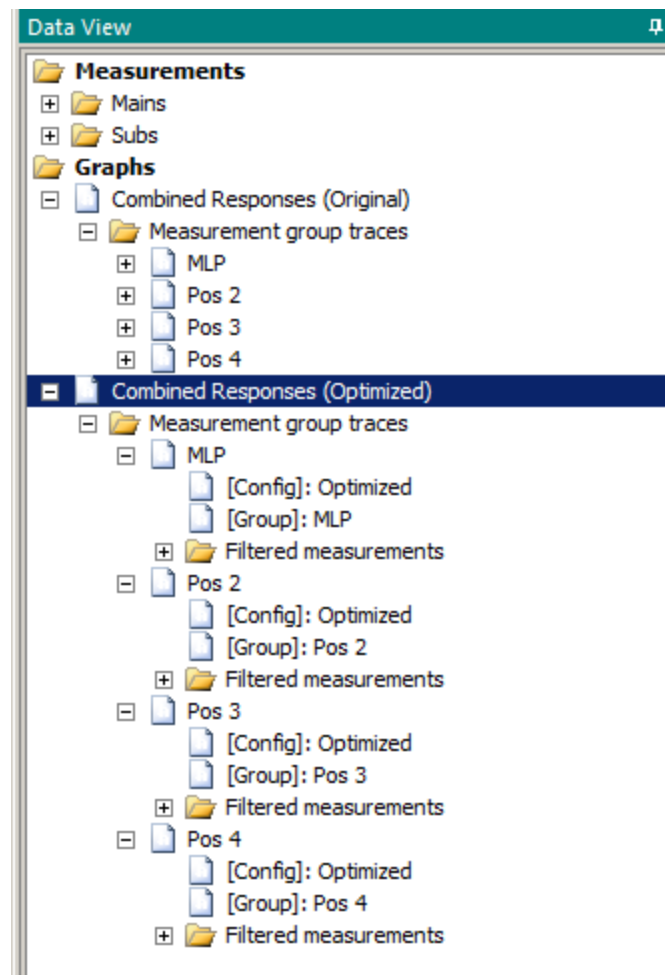 Data View
Measurements
Mains
Subs
Graphs
Combined Responses (Original)
Measurement group traces
MLP
Pos 2
Pos 3
Pos 4
Combined Responses (Optimized)
Measurement group traces
MLP
[Config]: Optimized
[Group]: MLP
Filtered measurements
Pos 2
[Config]: Optimized
[Group]: Pos 2
Filtered measurements
Pos 3
[Config]: Optimized
[Group]: Pos 3
Filtered measurements
Pos 4
[Config]: Optimized
[Group]: Pos 4
Filtered measurements